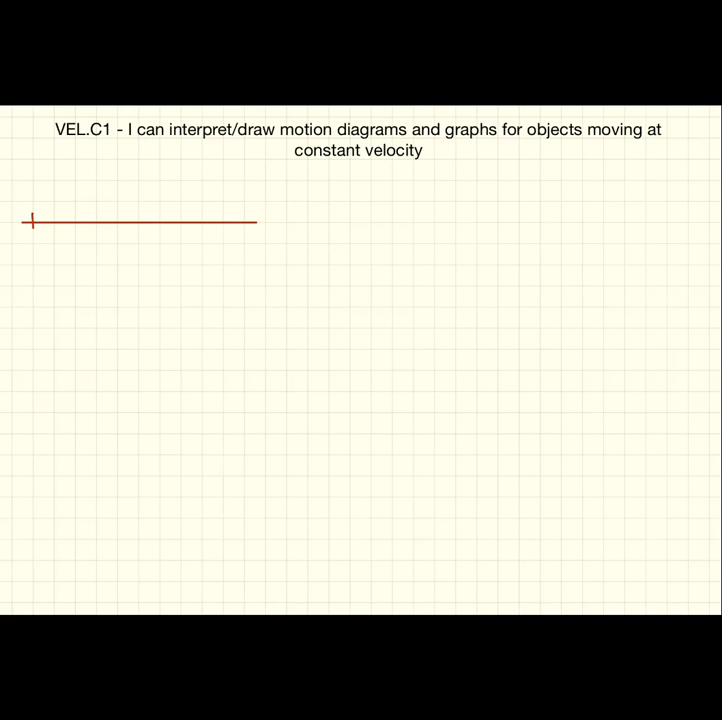 VEL.C1 - I can interpret/draw motion diagrams and graphs for objects moving at
constant velocity